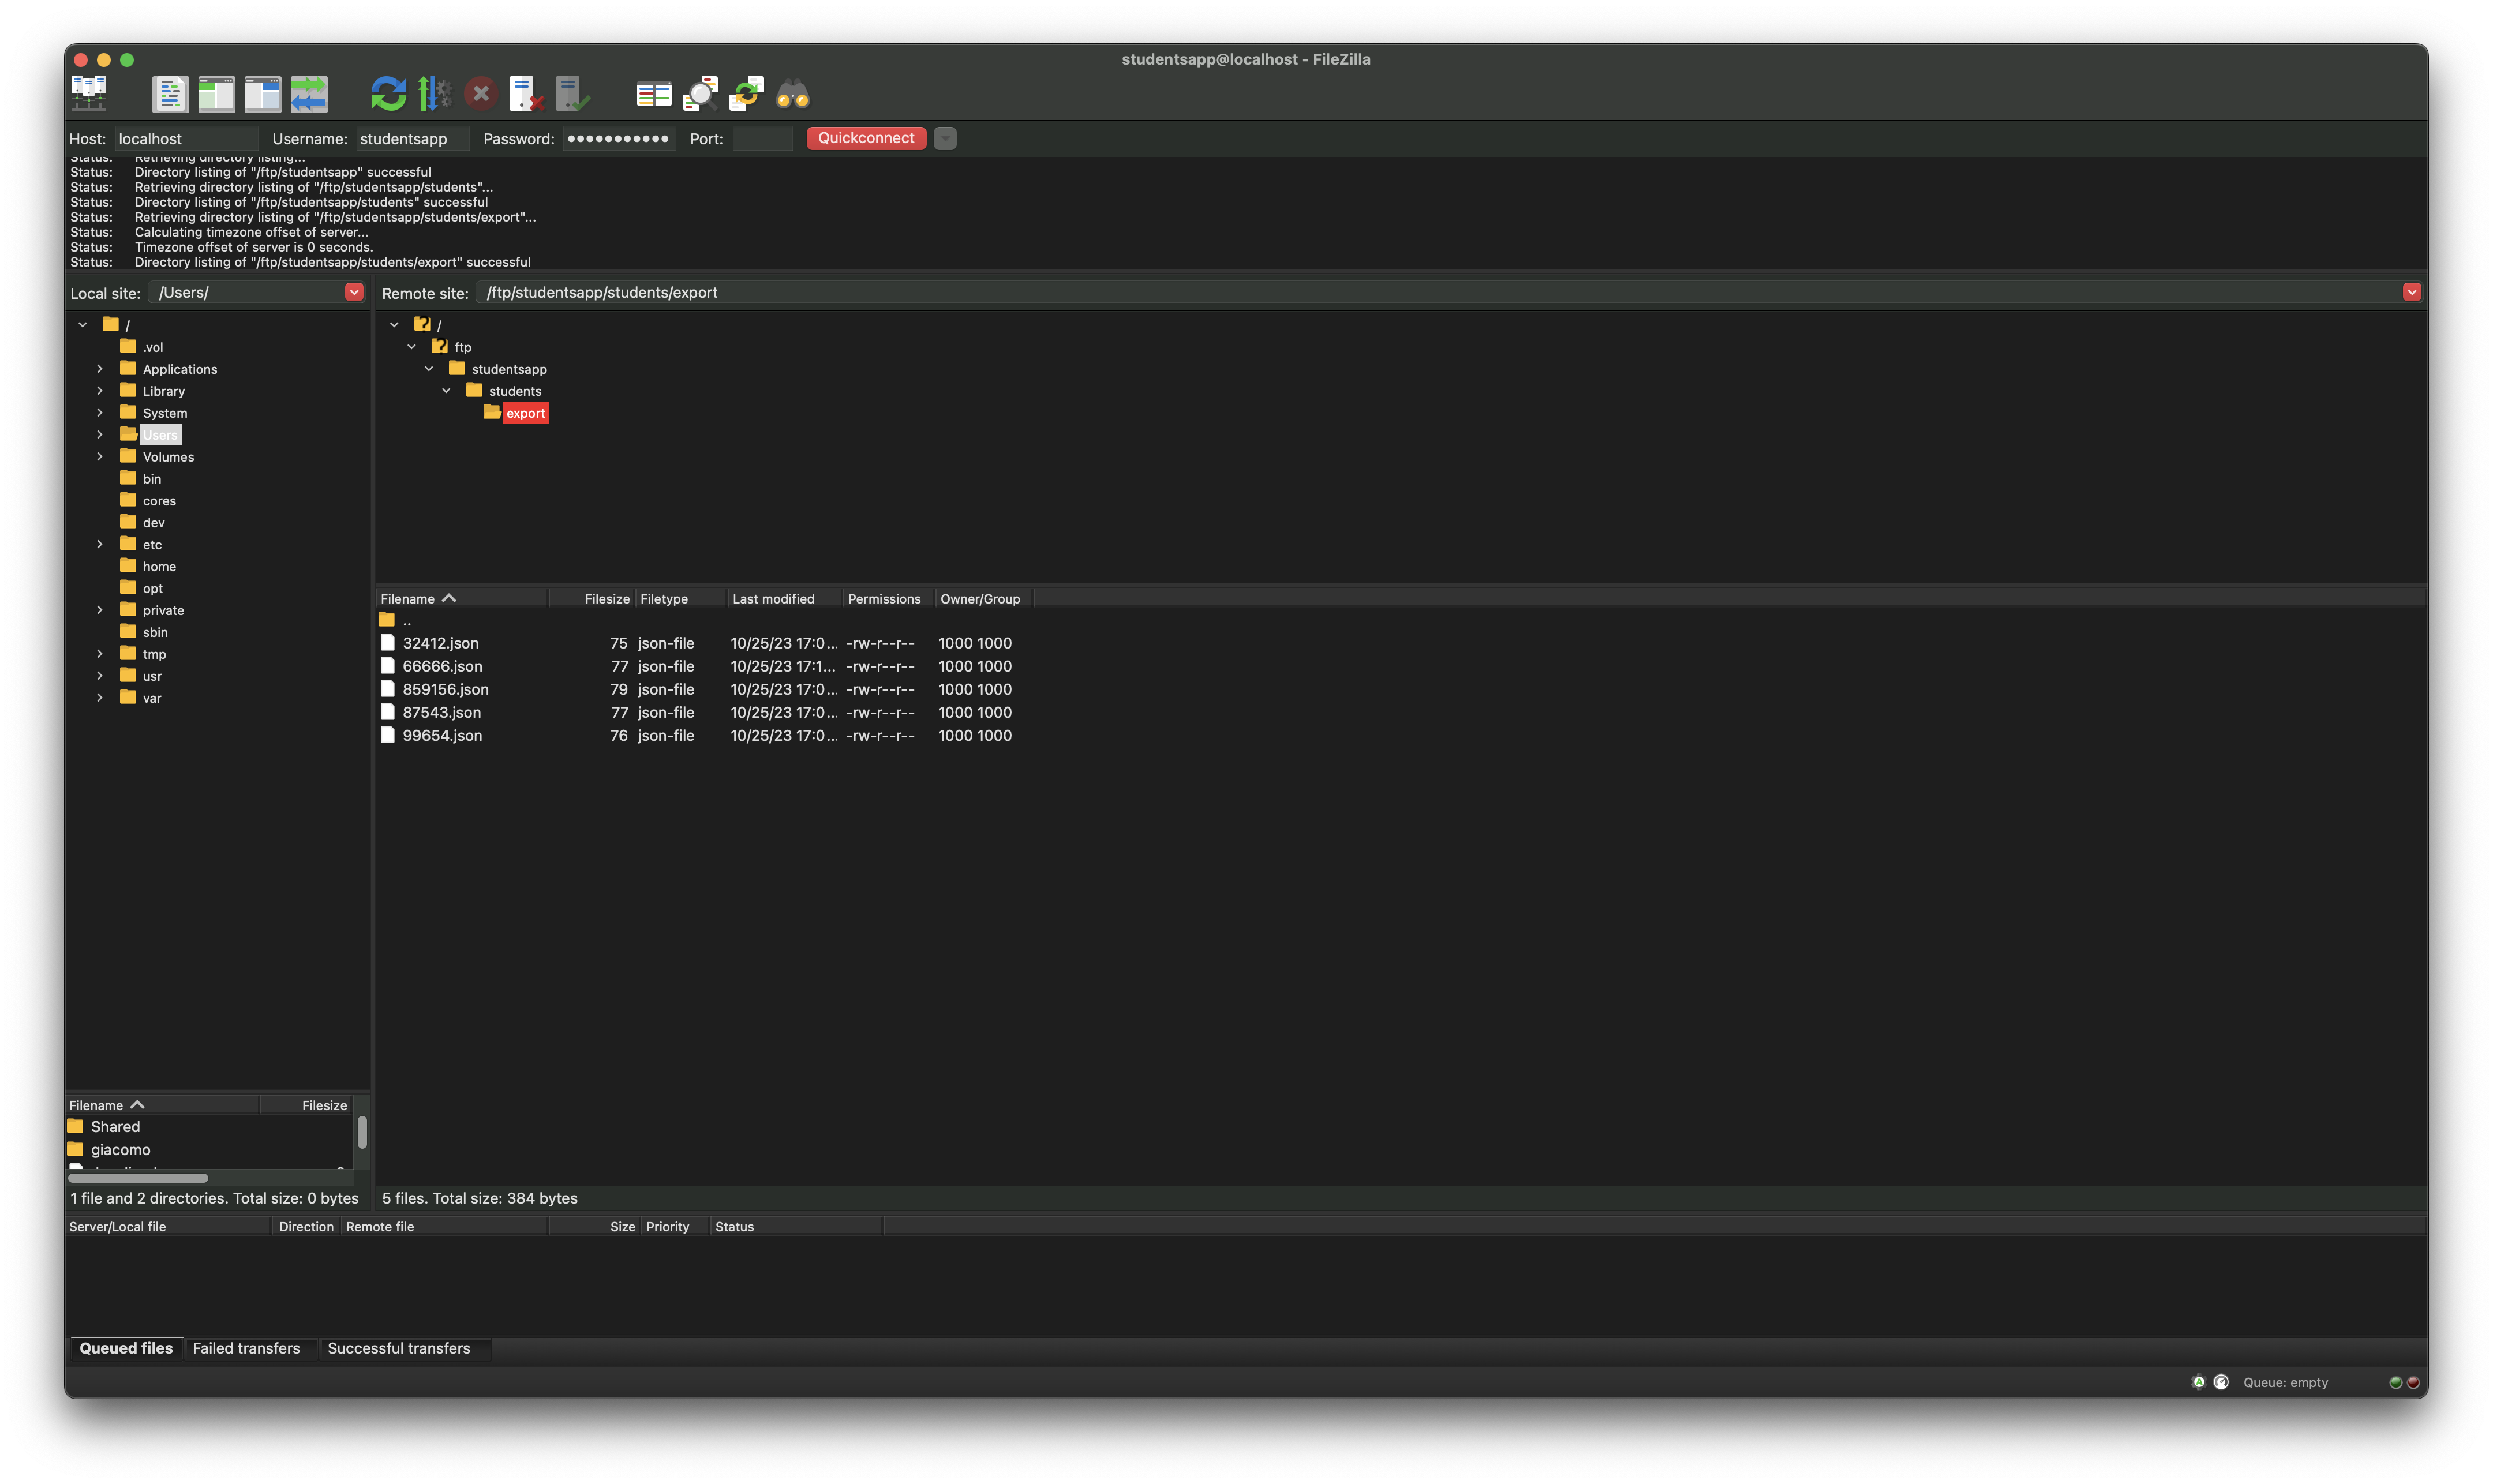 studentsapp@localhost - FileZilla
Host: localhost Username: studentsapp Password: ●●●●●●●●●●● Port: Quickconnect
Status: Retrieving directory listing...
Status: Directory listing of "/ftp/studentsapp" successful
Status: Retrieving directory listing of "/ftp/studentsapp/students"...
Status: Directory listing of "/ftp/studentsapp/students" successful
Status: Retrieving directory listing of "/ftp/studentsapp/students/export"...
Status: Calculating timezone offset of server...
Status: Timezone offset of server is 0 seconds.
Status: Directory listing of "/ftp/studentsapp/students/export" successful
Local site: /Users/
/
.vol
Applications
Library
System
Users
Volumes
bin
cores
dev
etc
home
opt
private
sbin
tmp
usr
var
Filename Filesize
Shared
giacomo
1 file and 2 directories. Total size: 0 bytes
Remote site: /ftp/studentsapp/students/export
/
ftp
studentsapp
students
export
Filename Filesize Filetype Last modified Permissions Owner/Group
..
32412.json 75 json-file 10/25/23 17:0... -rw-r--r-- 1000 1000
66666.json 77 json-file 10/25/23 17:1... -rw-r--r-- 1000 1000
859156.json 79 json-file 10/25/23 17:0... -rw-r--r-- 1000 1000
87543.json 77 json-file 10/25/23 17:0... -rw-r--r-- 1000 1000
99654.json 76 json-file 10/25/23 17:0... -rw-r--r-- 1000 1000
5 files. Total size: 384 bytes
Server/Local file Direction Remote file Size Priority Status
Queued files Failed transfers Successful transfers
Queue: empty